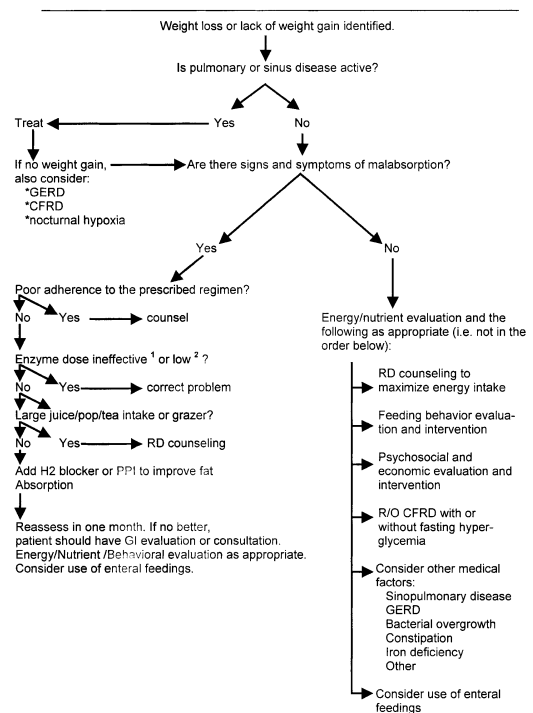 Weight loss or lack of weight gain identified.
Is pulmonary or sinus disease active?
Treat
Yes
No
If no weight gain,
also consider:
*GERD
*CFRD
*nocturnal hypoxia
Are there signs and symptoms of malabsorption?
Yes
No
Poor adherence to the prescribed regimen?
No
Yes
counsel
Enzyme dose ineffective 1 or low 2 ?
No
Yes
correct problem
Large juice/pop/tea intake or grazer?
No
Yes
RD counseling
Add H2 blocker or PPI to improve fat
Absorption
Reassess in one month. If no better,
patient should have GI evaluation or consultation.
Energy/Nutrient /Behavioral evaluation as appropriate.
Consider use of enteral feedings.
Energy/nutrient evaluation and the
following as appropriate (i.e. not in the
order below):
RD counseling to
maximize energy intake
Feeding behavior evalua-
tion and intervention
Psychosocial and
economic evaluation and
intervention
R/O CFRD with or
without fasting hyper-
glycemia
Consider other medical
factors:
Sinopulmonary disease
GERD
Bacterial overgrowth
Constipation
Iron deficiency
Other
Consider use of enteral
feedings